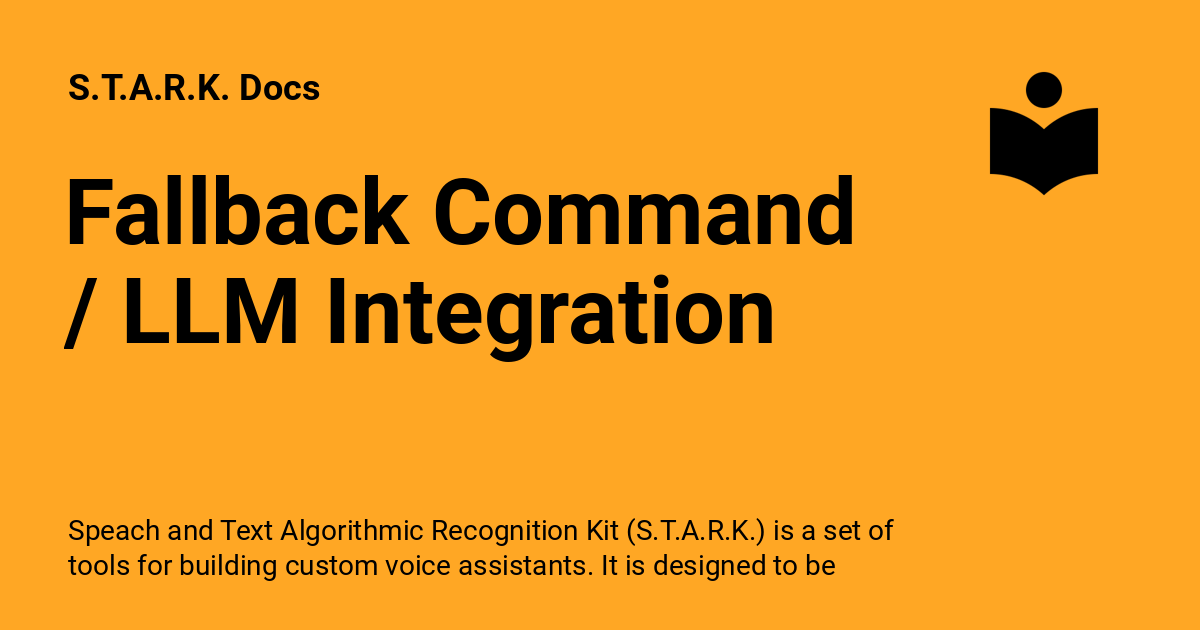 S.T.A.R.K. Docs
Fallback Command
/ LLM Integration
Speach and Text Algorithmic Recognition Kit (S.T.A.R.K.) is a set of
tools for building custom voice assistants. It is designed to be